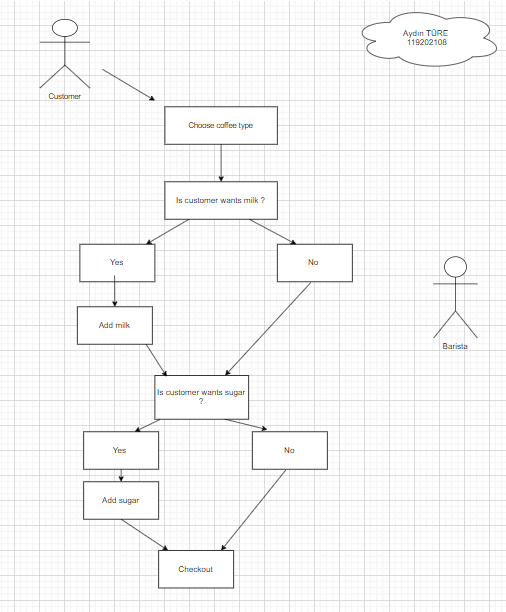 Aydın TÜRE
119202108
Customer
Choose coffee type
Is customer wants milk ?
Yes
No
Add milk
Barista
Is customer wants sugar
?
Yes
No
Add sugar
Checkout